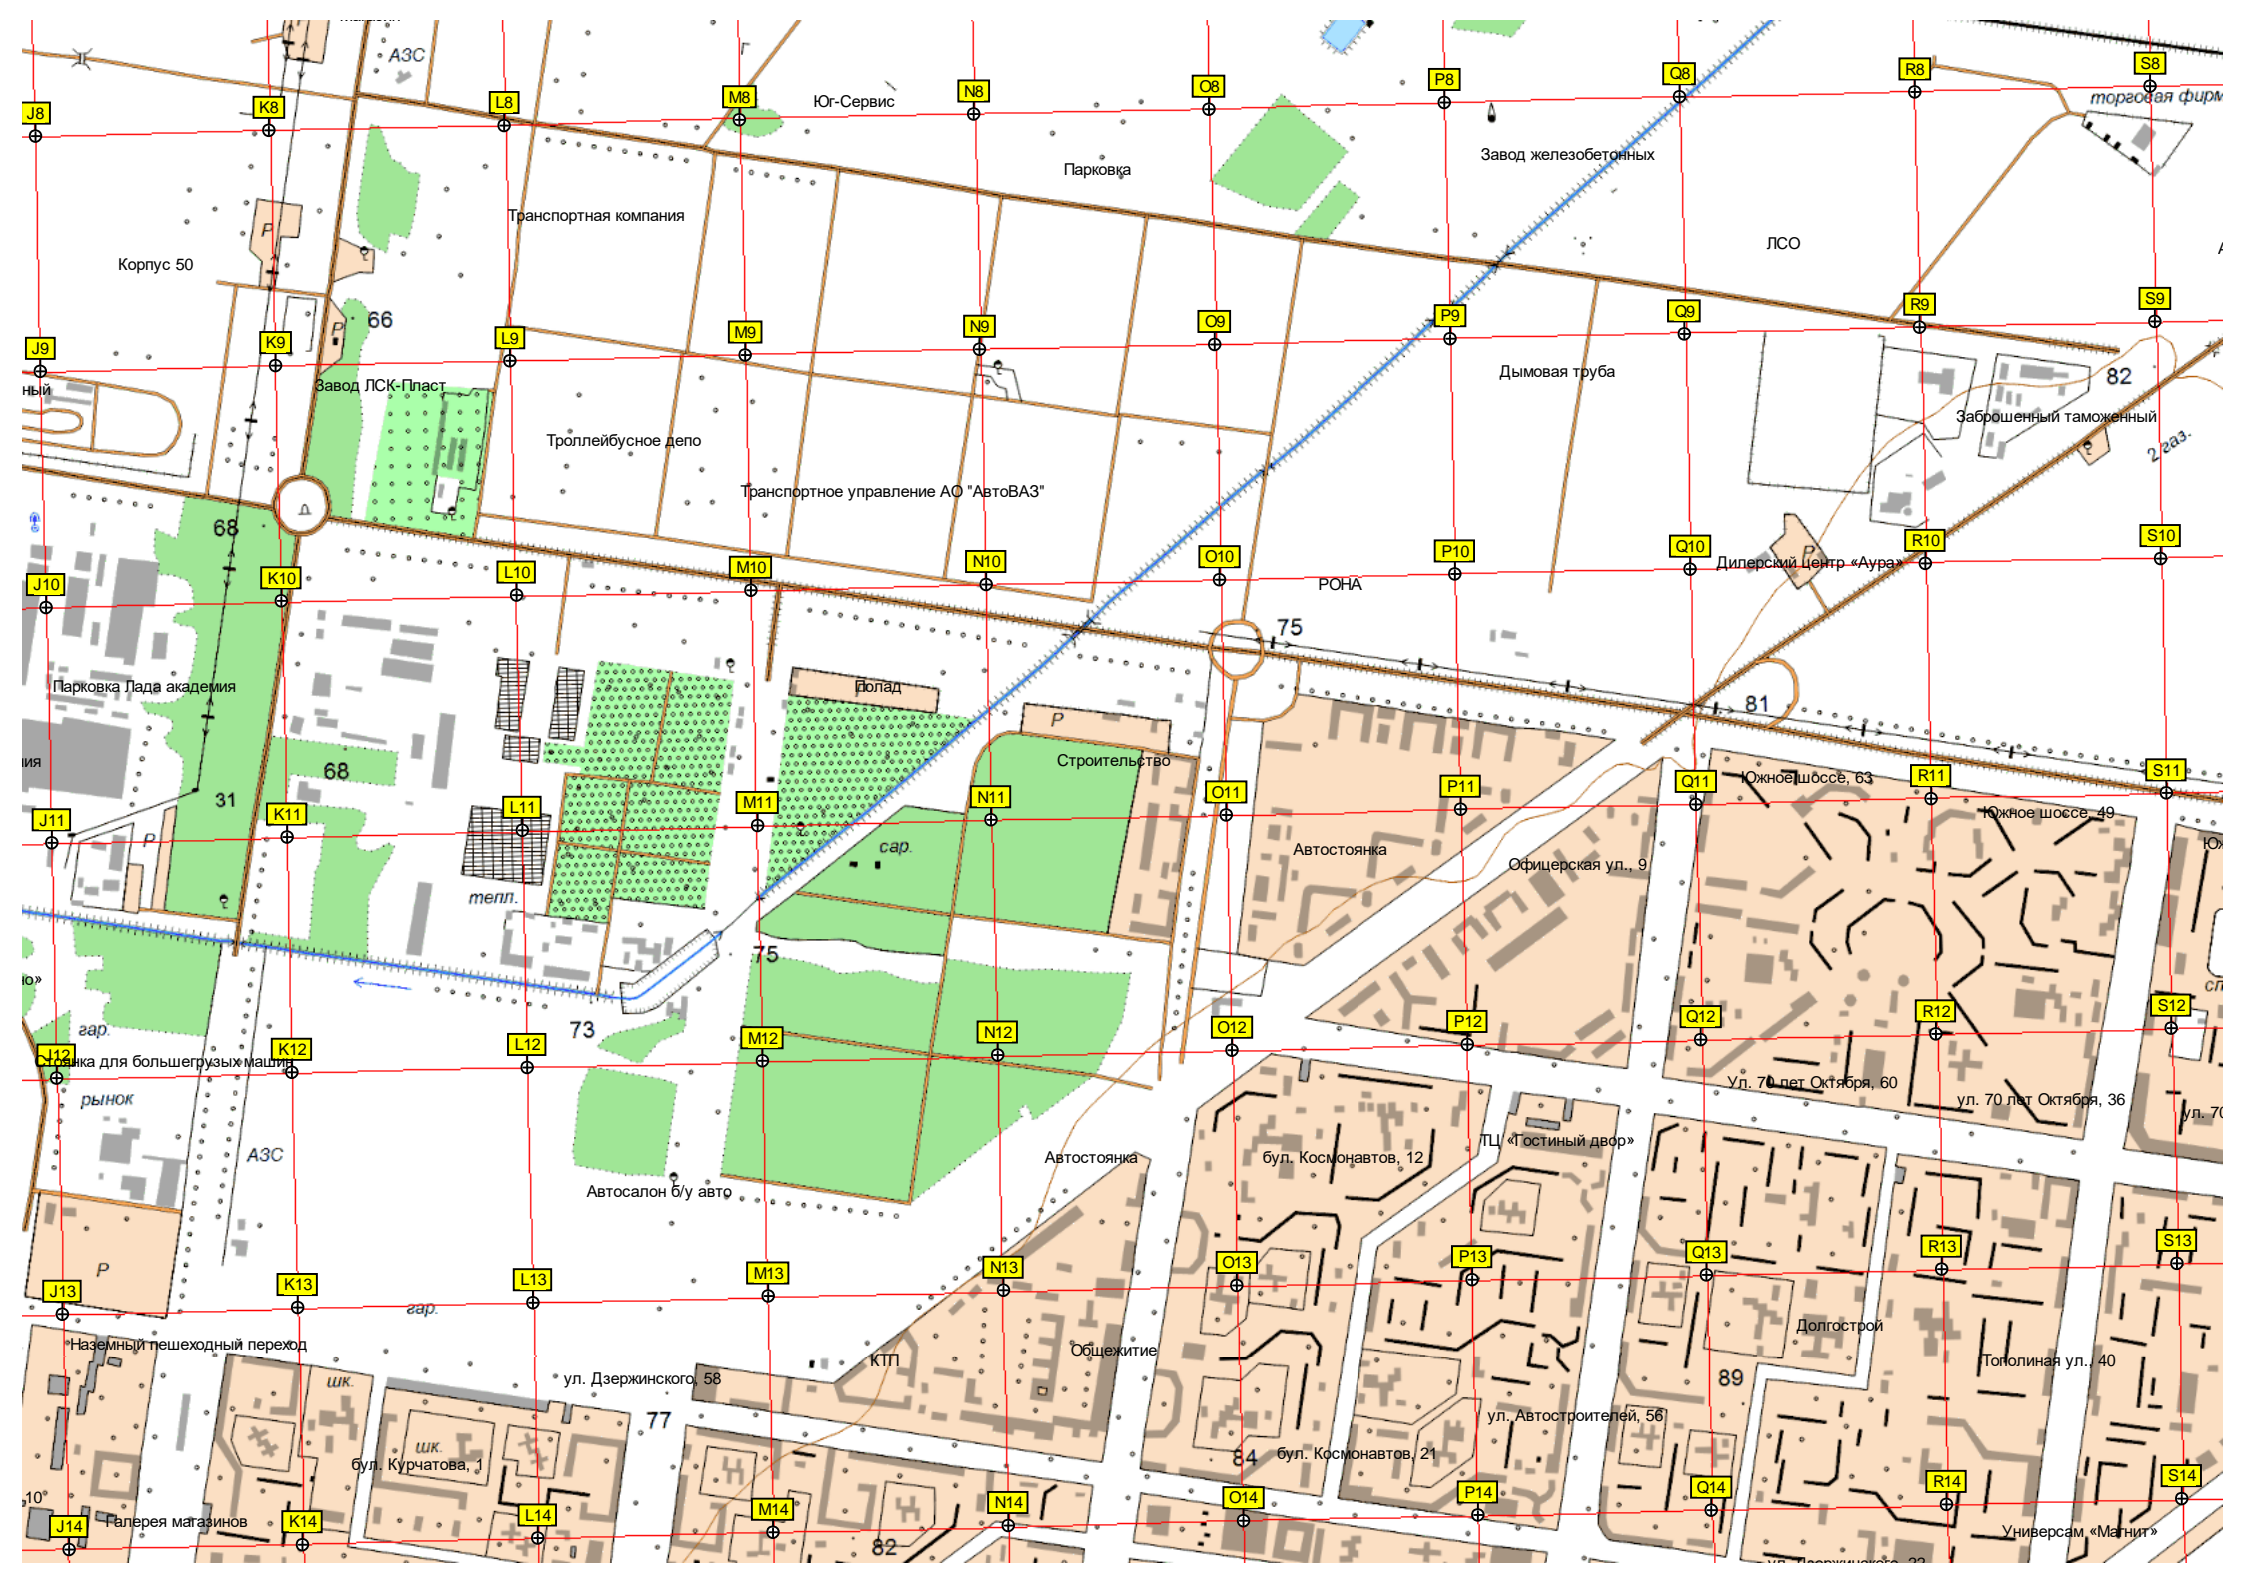 АЗС
Г
Юг-Сервис
J8
K8
L8
M8
N8
O8
P8
Q8
R8
S8
торговая фирм
Парковка
Завод железобетонных
Транспортная компания
Р
Корпус 50
ЛСО
66
Р
J9
K9
L9
M9
N9
O9
P9
Q9
R9
S9
ный
Завод ЛСК-Пласт
Дымовая труба
82
Заброшенный таможенный
2 газ.
Троллейбусное депо
Транспортное управление АО "АвтоВАЗ"
68
J10
K10
L10
M10
N10
O10
P10
Q10
R10
S10
Р
Дилерский центр «Аура»
РОНА
75
Парковка Лада академия
Полад
Р
81
Строительство
68
31
J11
K11
L11
M11
N11
O11
P11
Q11
R11
S11
Южное шоссе, 63
Южное шоссе, 49
Р
сар.
Автостоянка
Офицерская ул., 9
тепл.
75
73
гар.
J12
K12
L12
M12
N12
O12
P12
Q12
R12
S12
Стоянка для большегрузых машин
рынок
Ул. 70 лет Октября, 60
ул. 70 лет Октября, 36
ул. 70
АЗС
Автостоянка
бул. Космонавтов, 12
ТЦ «Гостиный двор»
Автосалон б/у авто
Р
J13
K13
L13
M13
N13
O13
P13
Q13
R13
S13
гар.
Наземный пешеходный переход
КТП
Общежитие
Долгострой
Тополиная ул., 40
шк.
ул. Дзержинского, 58
89
77
ул. Автостроителей, 56
шк.
бул. Курчатова, 1
84
бул. Космонавтов, 21
J14
K14
L14
M14
N14
O14
P14
Q14
R14
S14
Галерея магазинов
82
Универсам «Магнит»